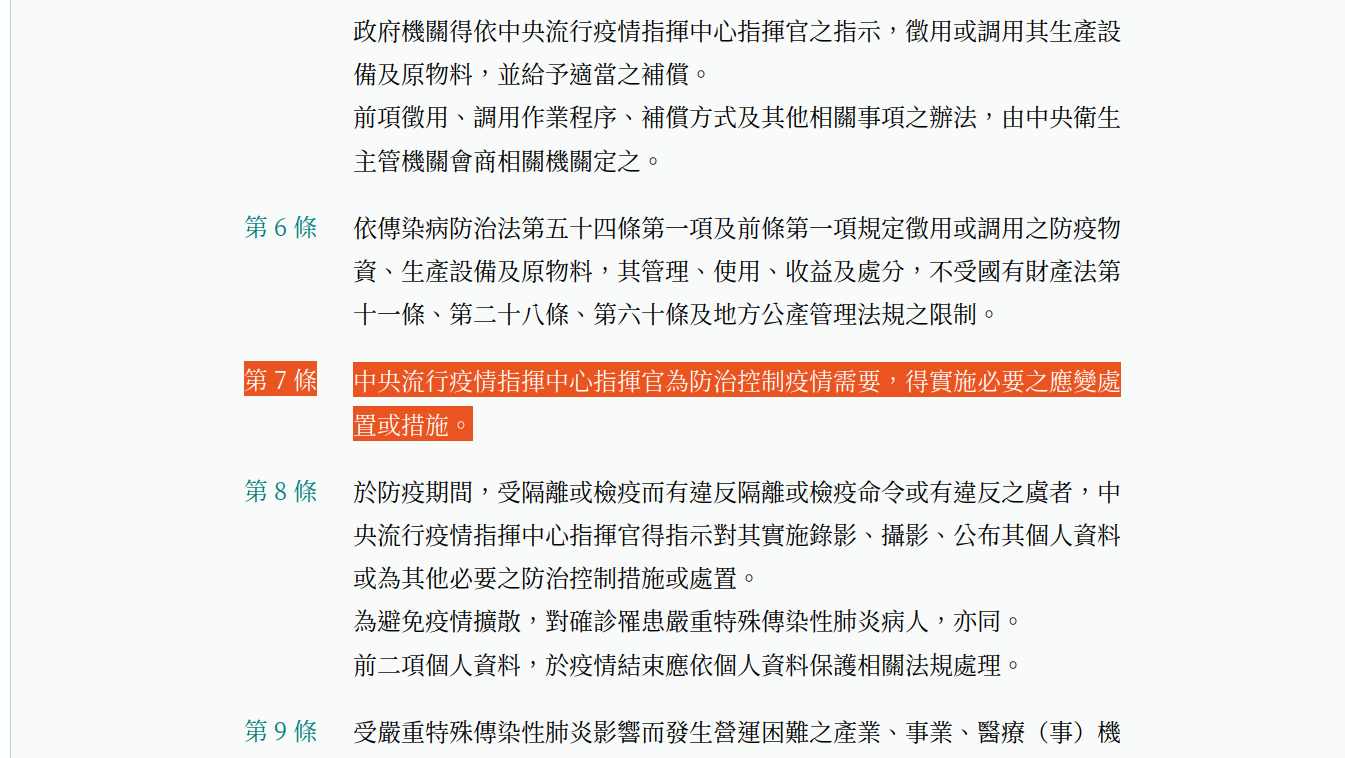 政府機關得依中央流行疫情指揮中心指揮官之指示，徵用或調用其生產設
備及原物料，並給予適當之補償。
前項徵用、調用作業程序、補償方式及其他相關事項之辦法，由中央衛生
主管機關會商相關機關定之。
第 6 條 依傳染病防治法第五十四條第一項及前條第一項規定徵用或調用之防疫物
資、生產設備及原物料，其管理、使用、收益及處分，不受國有財產法第
十一條、第二十八條、第六十條及地方公產管理法規之限制。
第 7 條 中央流行疫情指揮中心指揮官為防治控制疫情需要，得實施必要之應變處
置或措施。
第 8 條 於防疫期間，受隔離或檢疫而有違反隔離或檢疫命令或有違反之虞者，中
央流行疫情指揮中心指揮官得指示對其實施錄影、攝影、公布其個人資料
或為其他必要之防治控制措施或處置。
為避免疫情擴散，對確診罹患嚴重特殊傳染性肺炎病人，亦同。
前二項個人資料，於疫情結束應依個人資料保護相關法規處理。
第 9 條 受嚴重特殊傳染性肺炎影響而發生營運困難之產業、事業、醫療（事）機